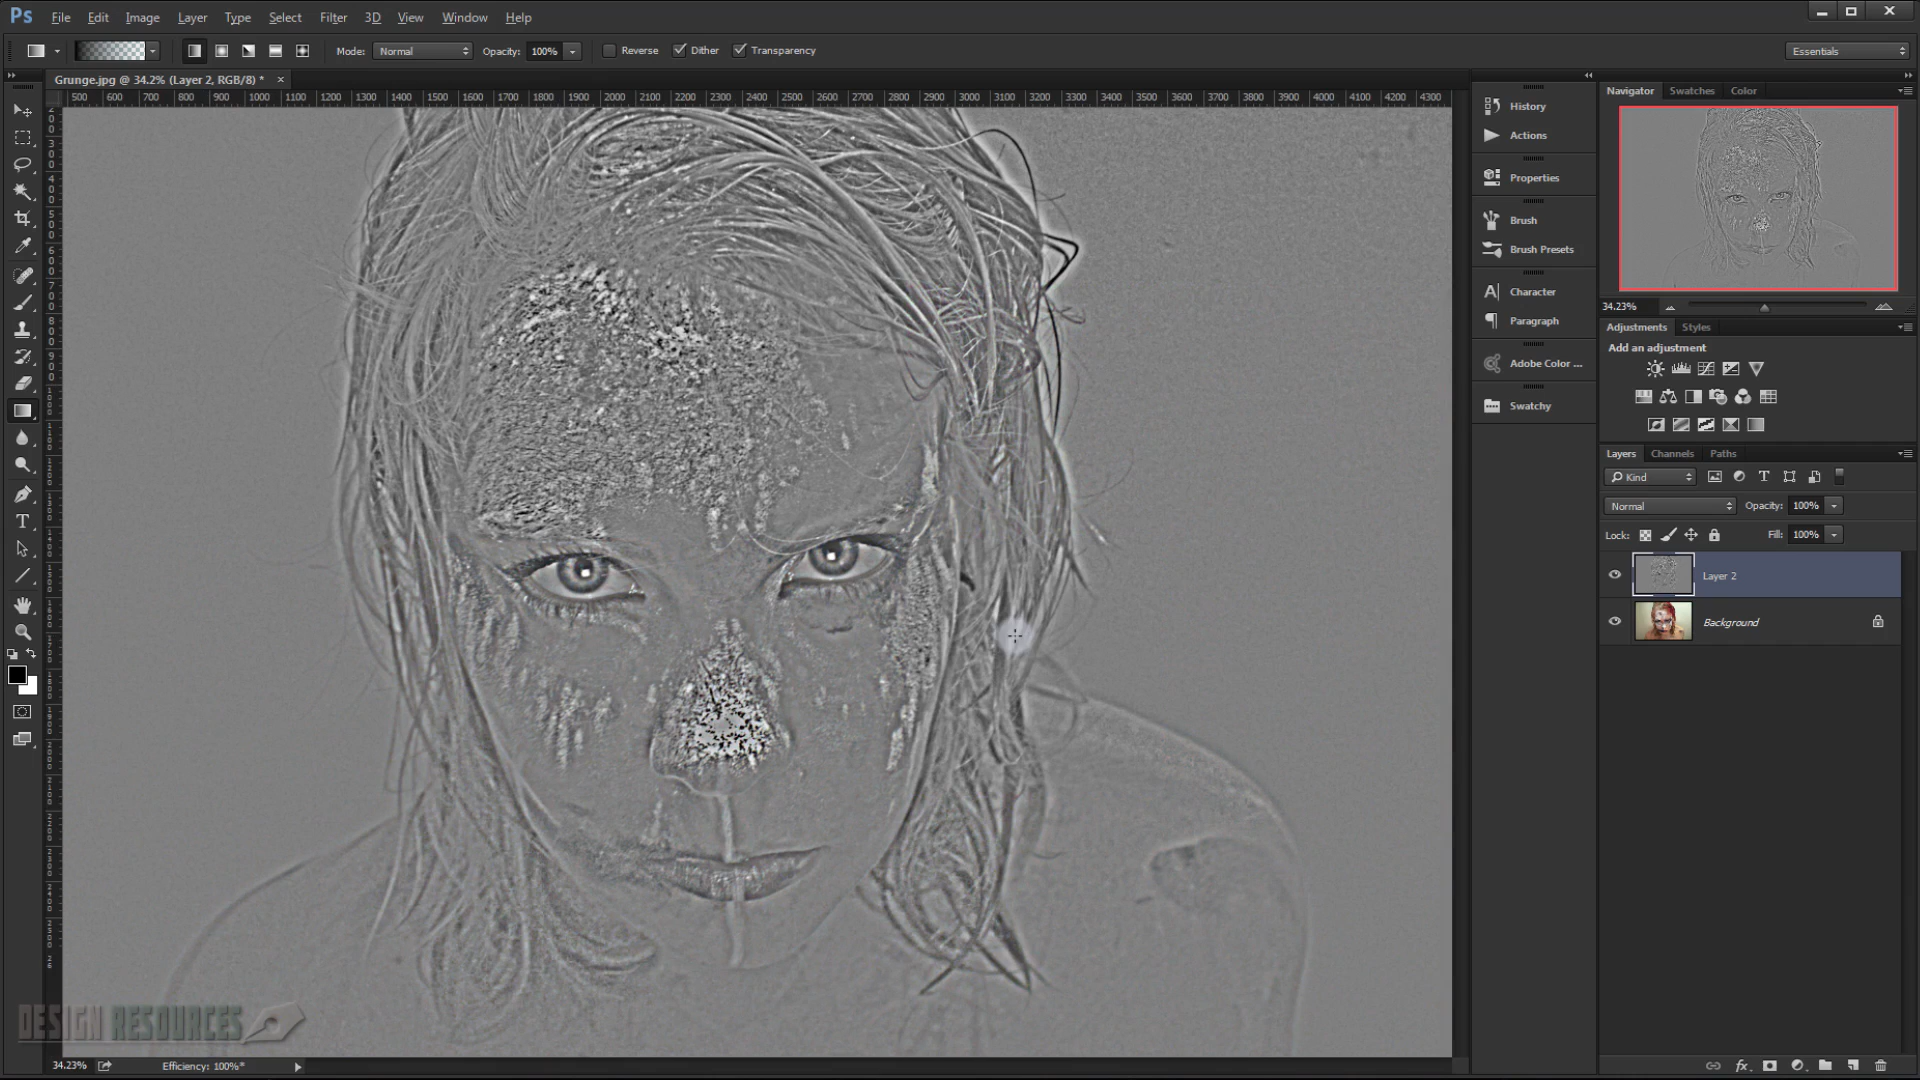 Ps File Edit Image Layer Type Select Filter 3D View Window Help
Mode: Normal Opacity: 100% Reverse Dither Transparency Essentials
Grunge.jpg @ 34.2% (Layer 2, RGB/8) * ×
500 600 700 800 900 1000 1100 1200 1300 1400 1500 1600 1700 1800 1900 2000 2100 2200 2300 2400 2500 2600 2700 2800 2900 3000 3100 3200 3300 3400 3500 3600 3700 3800 3900 4000 4100 4200 4300
History
Actions
Properties
Brush
Brush Presets
Character
Paragraph
Adobe Color ...
Swatchy
Navigator Swatches Color
34.23%
Adjustments Styles
Add an adjustment
Layers Channels Paths
Kind
Normal Opacity: 100%
Lock: Fill: 100%
Layer 2
Background
DESIGN RESOURCES
34.23% Efficiency: 100%*